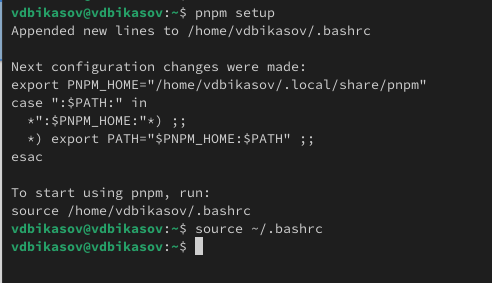 vdbikasov@vdbikasov:~$ pnpm setup
Appended new lines to /home/vdbikasov/.bashrc

Next configuration changes were made:
export PNPM_HOME="/home/vdbikasov/.local/share/pnpm"
case ":$PATH:" in
  *":$PNPM_HOME:"*) ;;
  *) export PATH="$PNPM_HOME:$PATH" ;;
esac

To start using pnpm, run:
source /home/vdbikasov/.bashrc
vdbikasov@vdbikasov:~$ source ~/.bashrc
vdbikasov@vdbikasov:~$